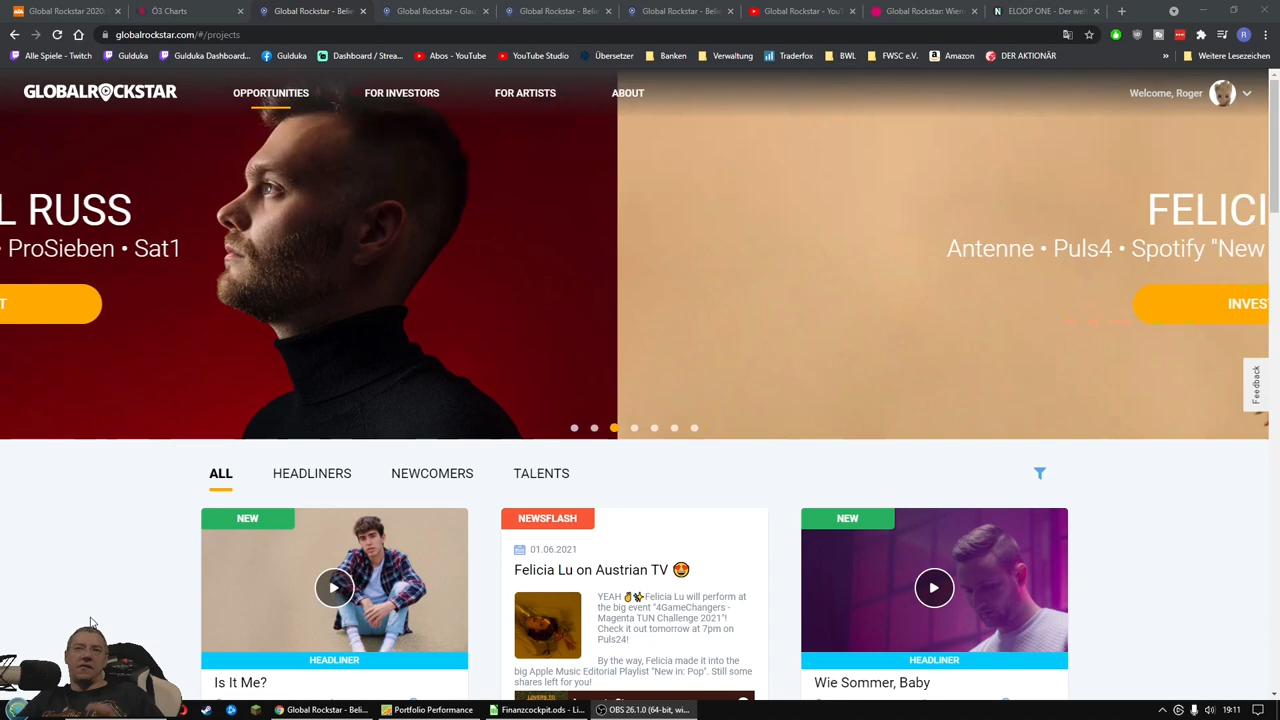 Global Rockstar 2020:
Ö3 Charts
Global Rockstar - Belie
Global Rockstar - Glau
Global Rockstar - Belie
Global Rockstar - Belie
Global Rockstar - You
Global Rockstar Wien
ELOOP ONE - Der wel
globalrockstar.com/#/projects
Alle Spiele - Twitch
Gulduka - Twitch
Gulduka Dashboard...
Gulduka
Dashboard / Strea...
Abos - YouTube
YouTube Studio
Übersetzer
Banken
Verwaltung
Tradefox
BWL
FWSC e.V.
Amazon
DER AKTIONÄR
»
Weitere Lesezeichen
GLOBALROCKSTAR
OPPORTUNITIES
FOR INVESTORS
FOR ARTISTS
ABOUT
Welcome, Roger
L RUSS
• ProSieben • Sat1
T
FELICI
Antenne • Puls4 • Spotify "New
INVES
Feedback
ALL
HEADLINERS
NEWCOMERS
TALENTS
NEW
HEADLINER
Is It Me?
NEWSFLASH
01.06.2021
Felicia Lu on Austrian TV 😍
YEAH ✌️💫Felicia Lu will perform at
the big event "4GameChangers -
Magenta TUN Challenge 2021"!
Check it out tomorrow at 7pm on
Puls24!
By the way, Felicia made it into the
big Apple Music Editorial Playlist "New in: Pop". Still some
shares left for you!
NEW
HEADLINER
Wie Sommer, Baby
Global Rockstar - Beli...
Portfolio Performance
Finanzcockpit.ods - Li...
OBS 26.1.0 (64-bit, wi...
19:11